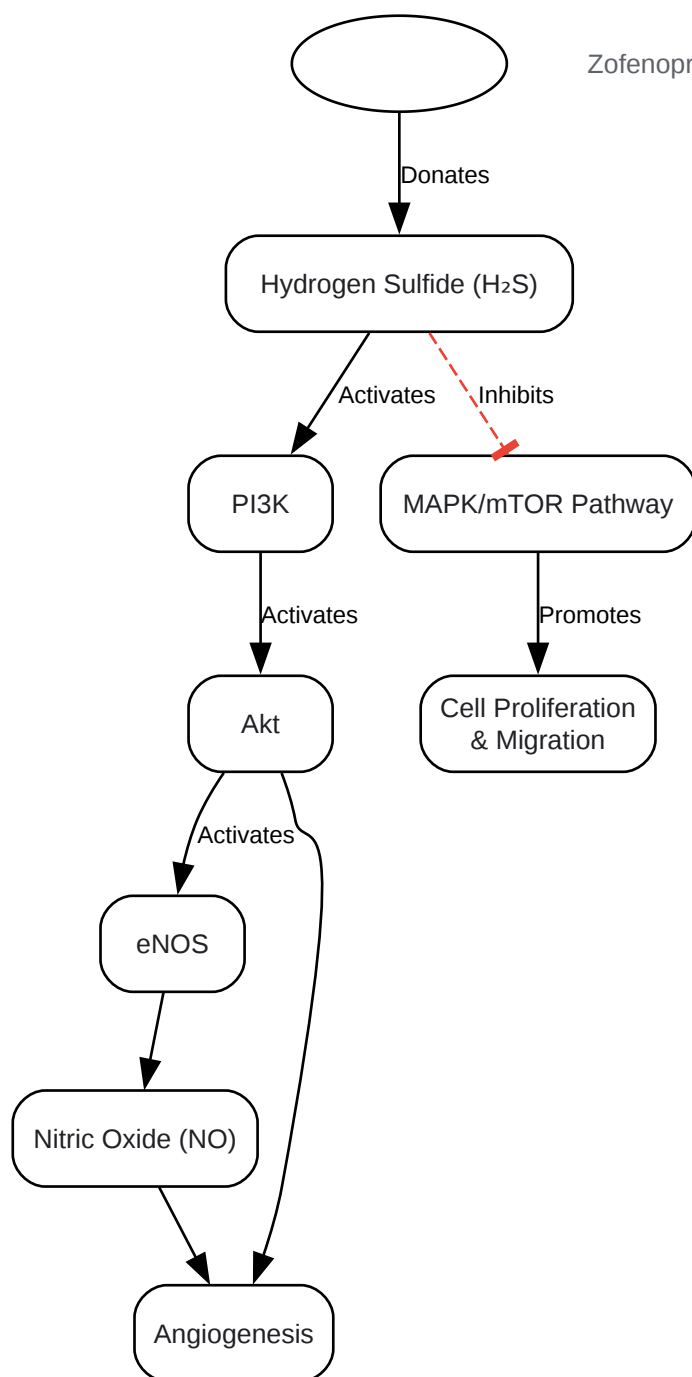 Zofenopr
Donates
Hydrogen Sulfide (H₂S)
Activates
Inhibits
PI3K
MAPK/mTOR Pathway
Activates
Promotes
Akt
Cell Proliferation
& Migration
Activates
eNOS
Nitric Oxide (NO)
Angiogenesis